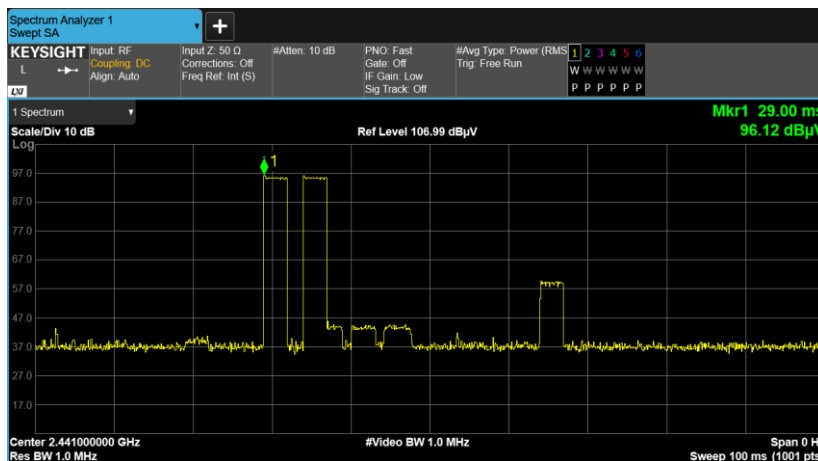 Spectrum Analyzer 1
Swept SA
+
KEYSIGHT Input: RF Input Z: 50 Ω #Atten: 10 dB PNO: Fast #Avg Type: Power (RMS 1 2 3 4 5 6
L Coupling: DC Corrections: Off Gate: Off Trig: Free Run
Align: Auto Freq Ref: Int (S) IF Gain: Low W W W W W W
LXI Sig Track: Off P P P P P P
1 Spectrum Mkr1 29.00 ms
Scale/Div 10 dB Ref Level 106.99 dBµV 96.12 dBµV
Log
1
97.0
87.0
77.0
67.0
57.0
47.0
37.0
27.0
17.0
Center 2.441000000 GHz #Video BW 1.0 MHz Span 0 H
Res BW 1.0 MHz Sweep 100 ms (1001 pts